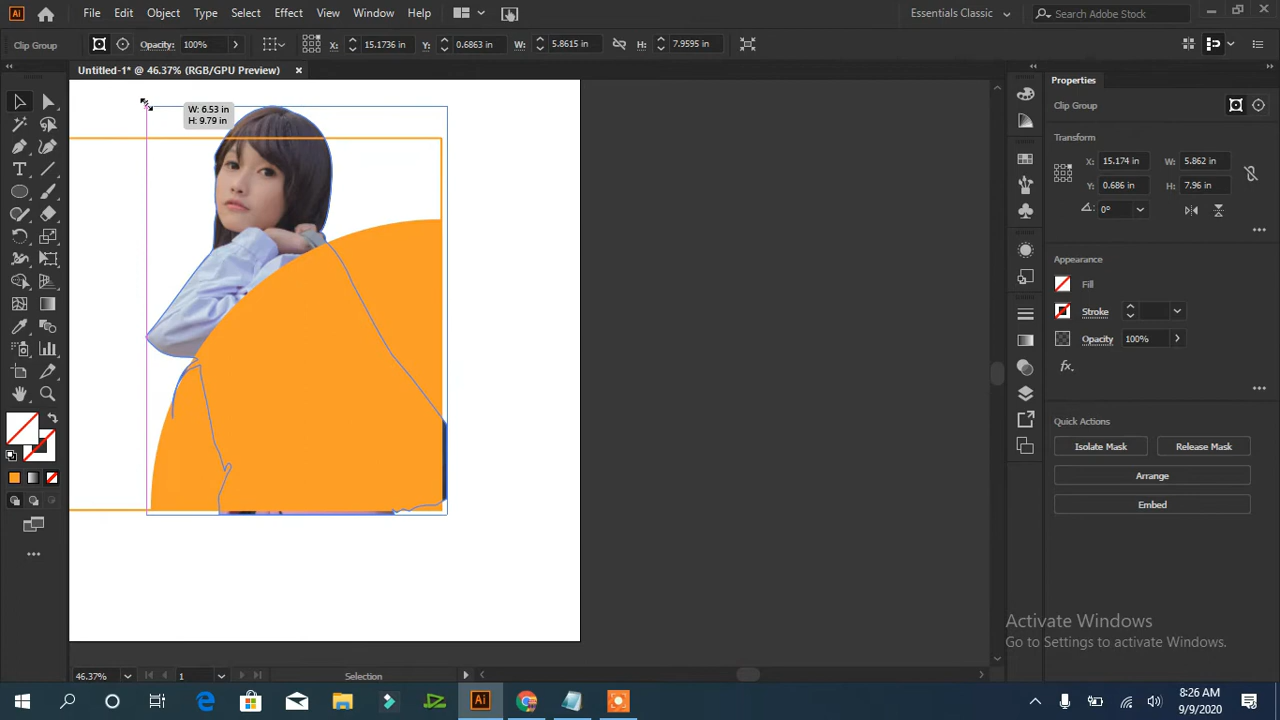 Ai File Edit Object Type Select Effect View Window Help Essentials Classic Search Adobe Stock
Clip Group Opacity: 100% X: 15.1736 in Y: 0.6863 in W: 5.8615 in H: 7.9595 in
Untitled-1* @ 46.37% (RGB/GPU Preview)
Properties
Clip Group
W: 6.53 in
H: 9.79 in
Transform
X: 15.174 in W: 5.862 in
Y: 0.686 in H: 7.96 in
0°
Appearance
Fill
Stroke
Opacity 100%
fx.
Quick Actions
Isolate Mask Release Mask
Arrange
Embed
Activate Windows
Go to Settings to activate Windows.
46.37% 1 Selection
Ai
5:26 AM
9/9/2020